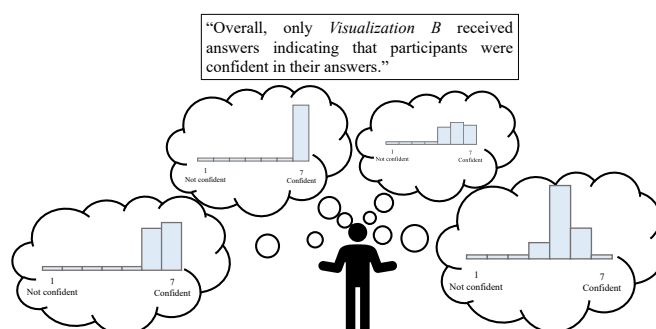 “Overall, only Visualization B received
answers indicating that participants were
confident in their answers.”
1 7
Not confident Confident
1 7
Not confident Confident
1 7
Not confident Confident
1 7
Not confident Confident